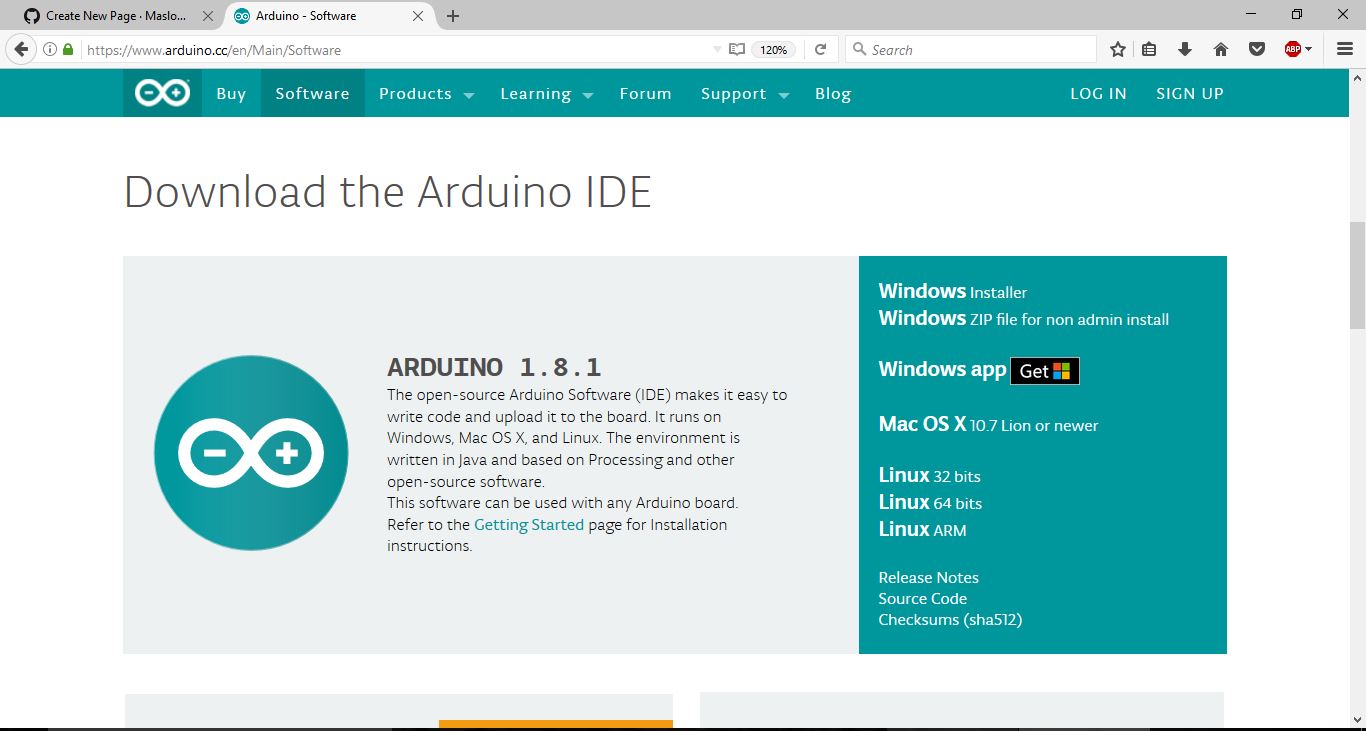 Create New Page · Maslo...
Arduino - Software
https://www.arduino.cc/en/Main/Software
120%
Search
ABP
Buy
Software
Products
Learning
Forum
Support
Blog
LOG IN
SIGN UP
Download the Arduino IDE
ARDUINO 1.8.1
The open-source Arduino Software (IDE) makes it easy to
write code and upload it to the board. It runs on
Windows, Mac OS X, and Linux. The environment is
written in Java and based on Processing and other
open-source software.
This software can be used with any Arduino board.
Refer to the Getting Started page for Installation
instructions.
Windows Installer
Windows ZIP file for non admin install
Windows app Get
Mac OS X 10.7 Lion or newer
Linux 32 bits
Linux 64 bits
Linux ARM
Release Notes
Source Code
Checksums (sha512)